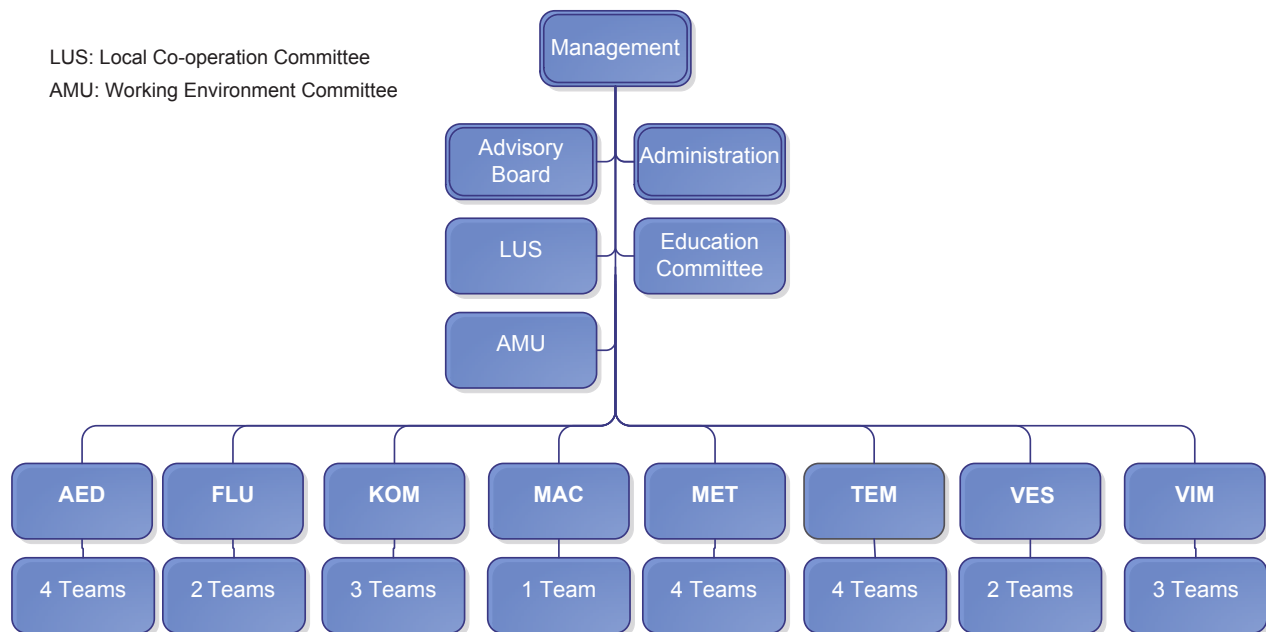 LUS: Local Co-operation Committee
AMU: Working Environment Committee
Management
Advisory
Board
Administration
LUS
Education
Committee
AMU
AED
FLU
KOM
MAC
MET
TEM
VES
VIM
4 Teams
2 Teams
3 Teams
1 Team
4 Teams
4 Teams
2 Teams
3 Teams